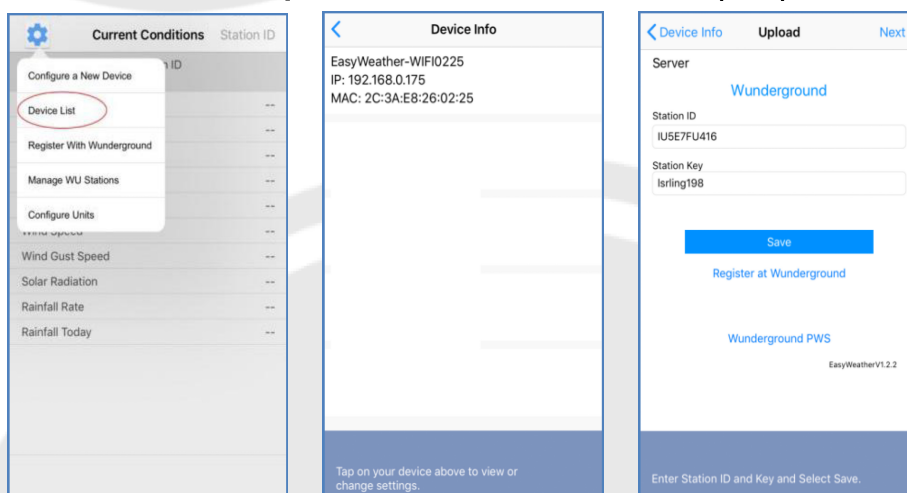 Current Conditions
Station ID
n ID
Configure a New Device
Device List
Register With Wunderground
Manage WU Stations
Configure Units
Wind Speed
Wind Gust Speed
Solar Radiation
Rainfall Rate
Rainfall Today
--
--
--
--
--
--
--
--
--
--
Device Info
EasyWeather-WIFI0225
IP: 192.168.0.175
MAC: 2C:3A:E8:26:02:25
Tap on your device above to view or
change settings.
Device Info
Upload
Next
Server
Wunderground
Station ID
IU5E7FU416
Station Key
lsrling198
Save
Register at Wunderground
Wunderground PWS
EasyWeatherV1.2.2
Enter Station ID and Key and Select Save.